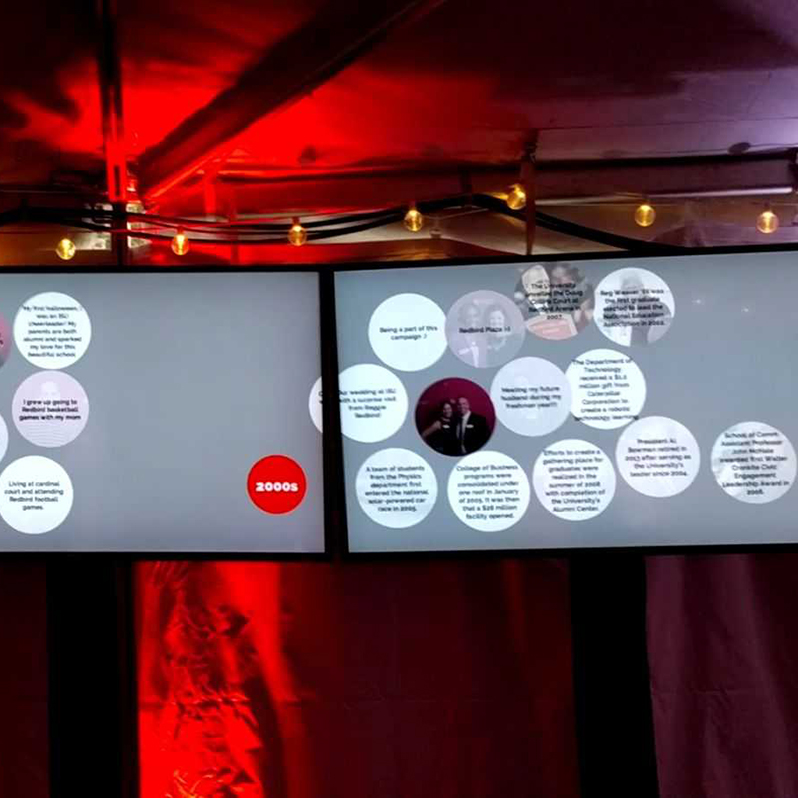 My first halloween, I
was an ISU
cheerleader! My
parents are both
alumni and sparked
my love for this
beautiful school
I grew up going to
Redbird basketball
games with my mom
Living at cardinal
court and attending
Redbird football
games.
2000s
Being a part of this
campaign :)
Redbird Plaza :)
The University
the Doug
Collins Court at
Redbird Arena in
2007.
Reg Weaver '61 was
the first graduate
elected to lead the
National Education
Association in 2002.
wedding at ISU
with a surprise visit
from Reggie
Redbird!
Meeting my future
husband during my
freshman year!!!
The Department of
Technology
received a $1.2
million gift from
Caterpillar
Corporation to
create a robotic
technology learning
A team of students
from the Physics
department first
entered the national
solar-powered car
race in 2005.
College of Business
programs were
consolidated under
one roof in January
of 2005. It was then
that a $28 million
facility opened.
Efforts to create a
gathering place for
graduates were
realized in the
summer of 2008
with completion of
the University's
Alumni Center.
President Al
Bowman retired in
2013 after serving as
the University's
leader since 2004.
School of Comm.
Assistant Professor
John McHale
awarded first Walter
Cronkite Civic
Engagement
Leadership Award in
2006.